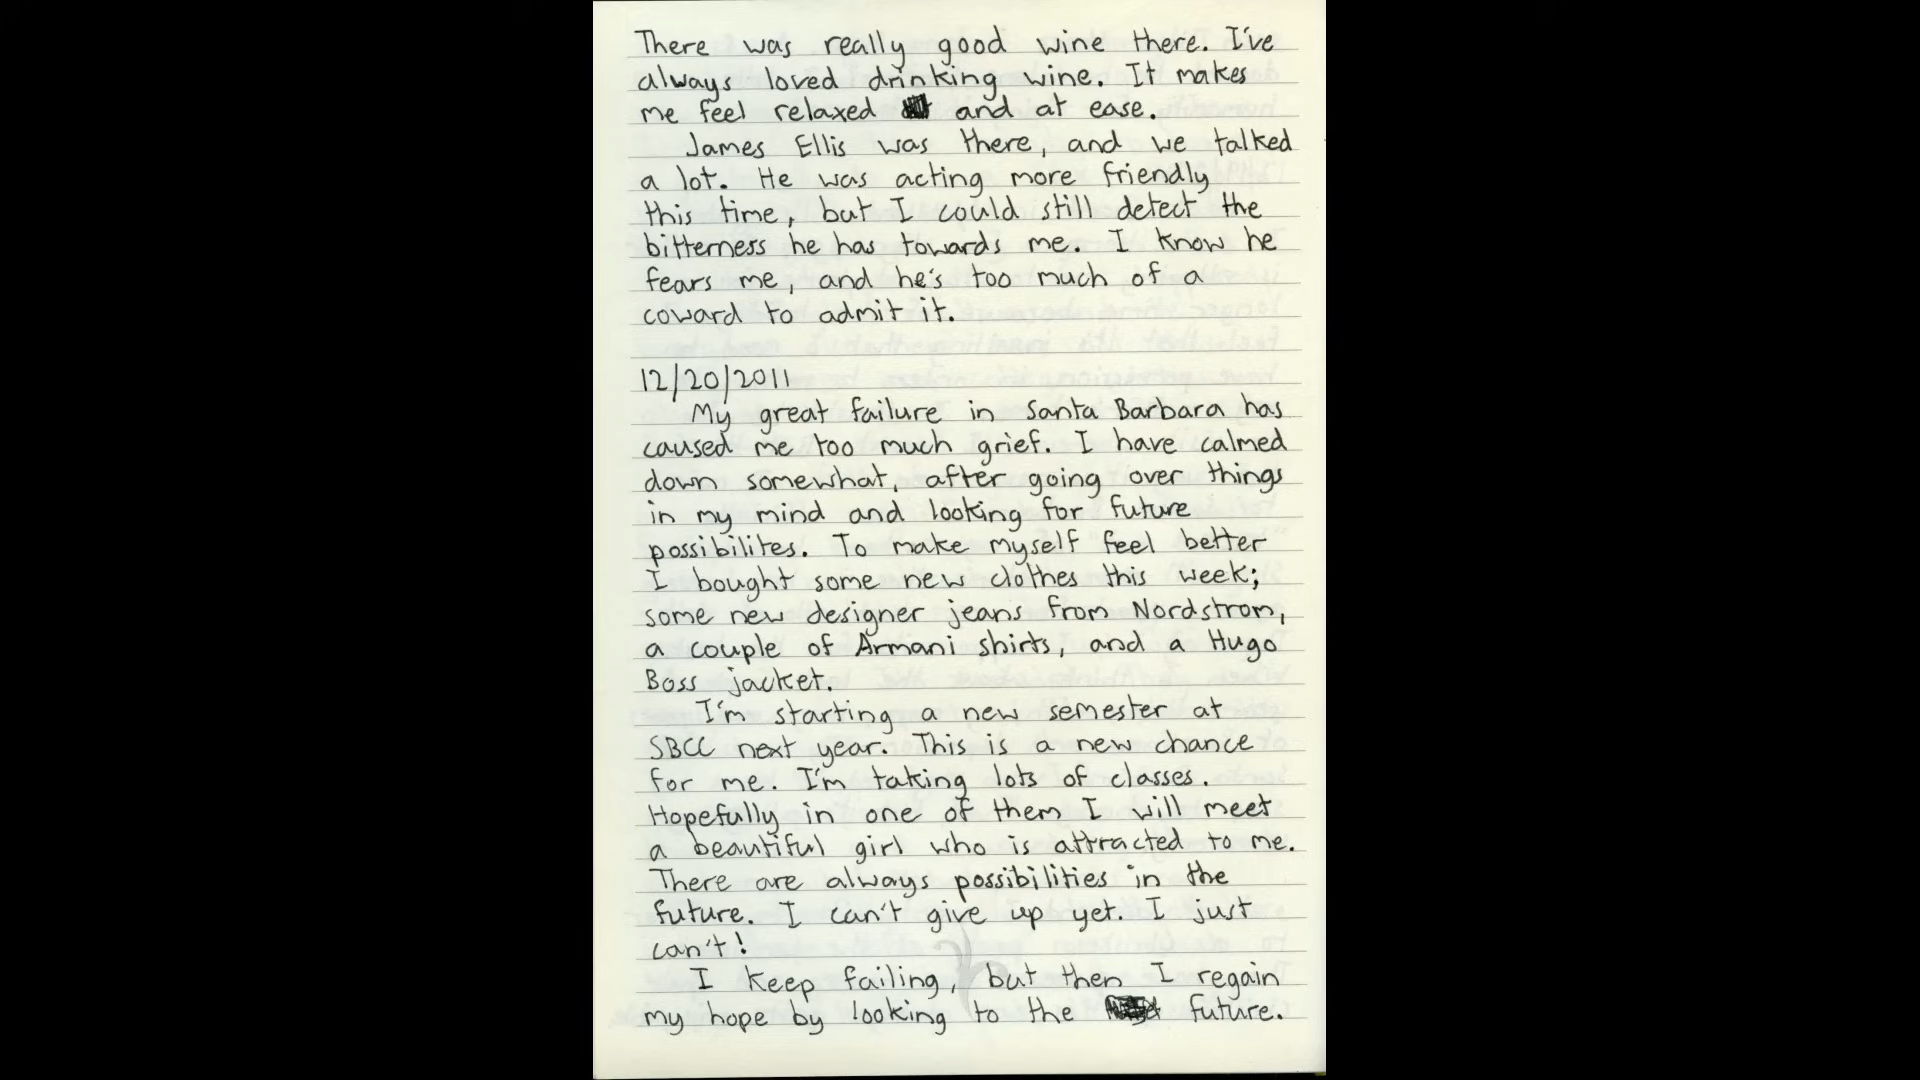 There was really good wine there. I've
always loved drinking wine. It makes
me feel relaxed and at ease.
James Ellis was there, and we talked
a lot. He was acting more friendly
this time, but I could still detect the
bitterness he has towards me. I know he
fears me, and he's too much of a
coward to admit it.
12/20/2011
My great failure in Santa Barbara has
caused me too much grief. I have calmed
down somewhat, after going over things
in my mind and looking for future
possibilites. To make myself feel better
I bought some new clothes this week;
some new designer jeans from Nordstrom,
a couple of Armani shirts, and a Hugo
Boss jacket.
I'm starting a new semester at
SBCC next year. This is a new chance
for me. I'm taking lots of classes.
Hopefully in one of them I will meet
a beautiful girl who is attracted to me.
There are always possibilities in the
future. I can't give up yet. I just
can't!
I keep failing, but then I regain
my hope by looking to the future.